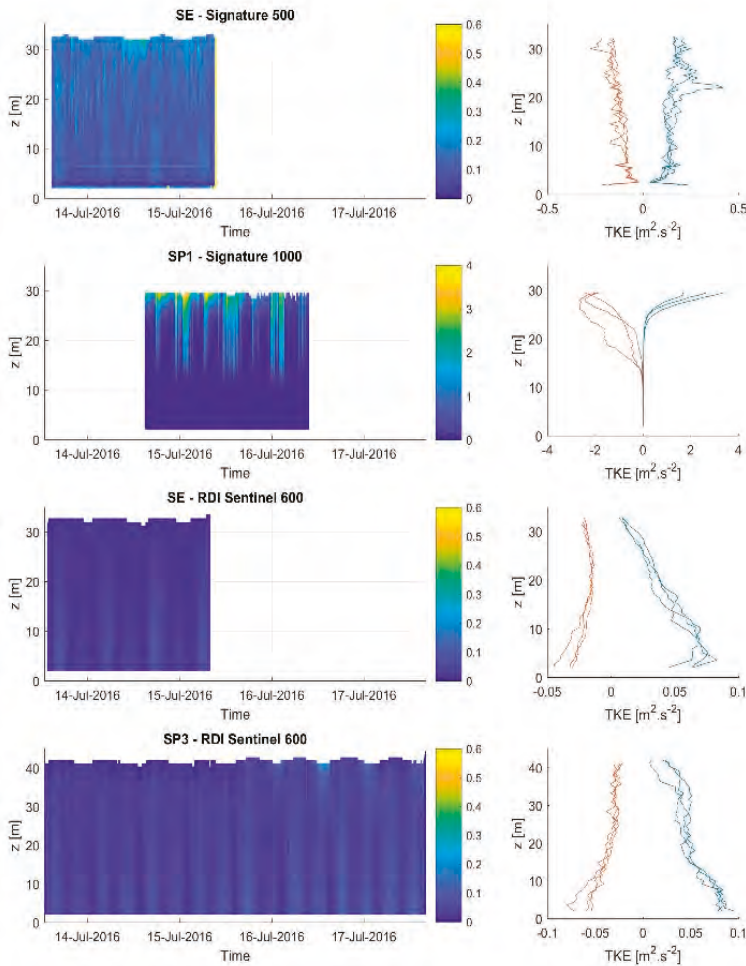 SE - Signature 500
z [m]
30
20
10
0
14-Jul-2016 15-Jul-2016 16-Jul-2016 17-Jul-2016
Time
0.6
0.5
0.4
0.3
0.2
0.1
0
z [m]
30
20
10
0
-0.5 0 0.5
TKE [m².s⁻²]
SP1 - Signature 1000
z [m]
30
20
10
0
14-Jul-2016 15-Jul-2016 16-Jul-2016 17-Jul-2016
Time
4
3
2
1
0
z [m]
30
20
10
0
-4 -2 0 2 4
TKE [m².s⁻²]
SE - RDI Sentinel 600
z [m]
30
20
10
0
14-Jul-2016 15-Jul-2016 16-Jul-2016 17-Jul-2016
Time
0.6
0.5
0.4
0.3
0.2
0.1
0
z [m]
30
20
10
0
-0.05 0 0.05 0.1
TKE [m².s⁻²]
SP3 - RDI Sentinel 600
z [m]
40
30
20
10
0
14-Jul-2016 15-Jul-2016 16-Jul-2016 17-Jul-2016
Time
0.6
0.5
0.4
0.3
0.2
0.1
0
z [m]
40
30
20
10
0
-0.1 -0.05 0 0.05 0.1
TKE [m².s⁻²]